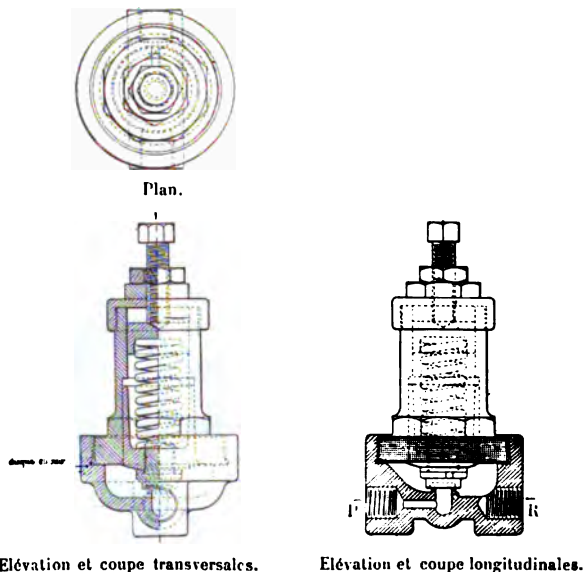 Plan.
P
R
Elévation et coupe transversales.
Elévation et coupe longitudinales.